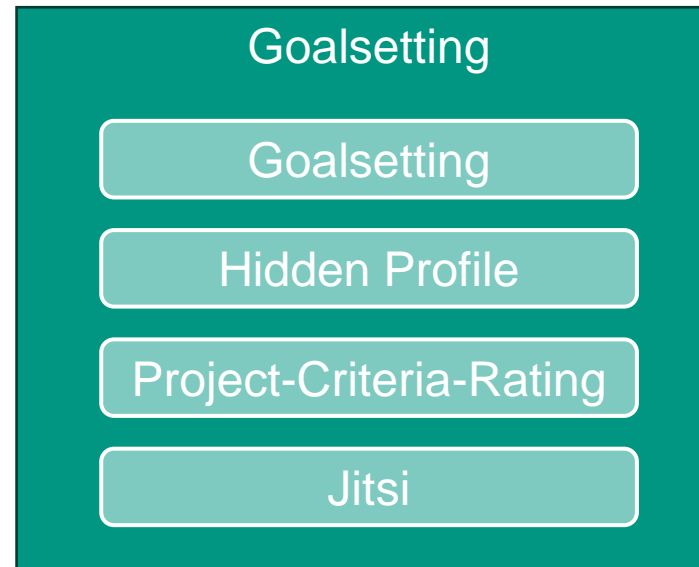 Goalsetting
Goalsetting
Hidden Profile
Project-Criteria-Rating
Jitsi